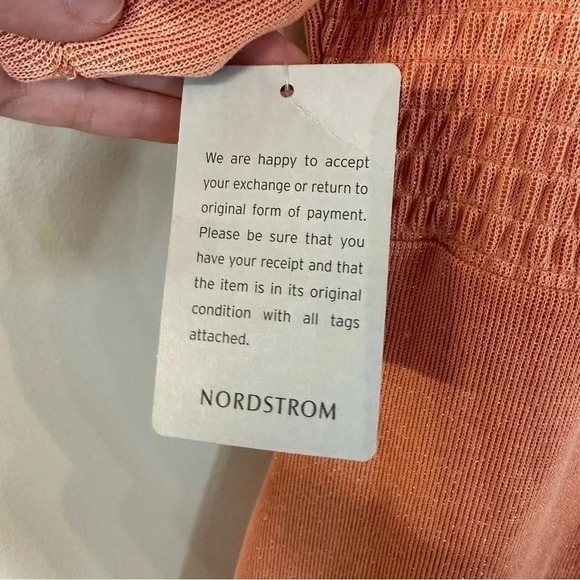 We are happy to accept
your exchange or return to
original form of payment.
Please be sure that you
have your receipt and that
the item is in its original
condition with all tags
attached.
NORDSTROM